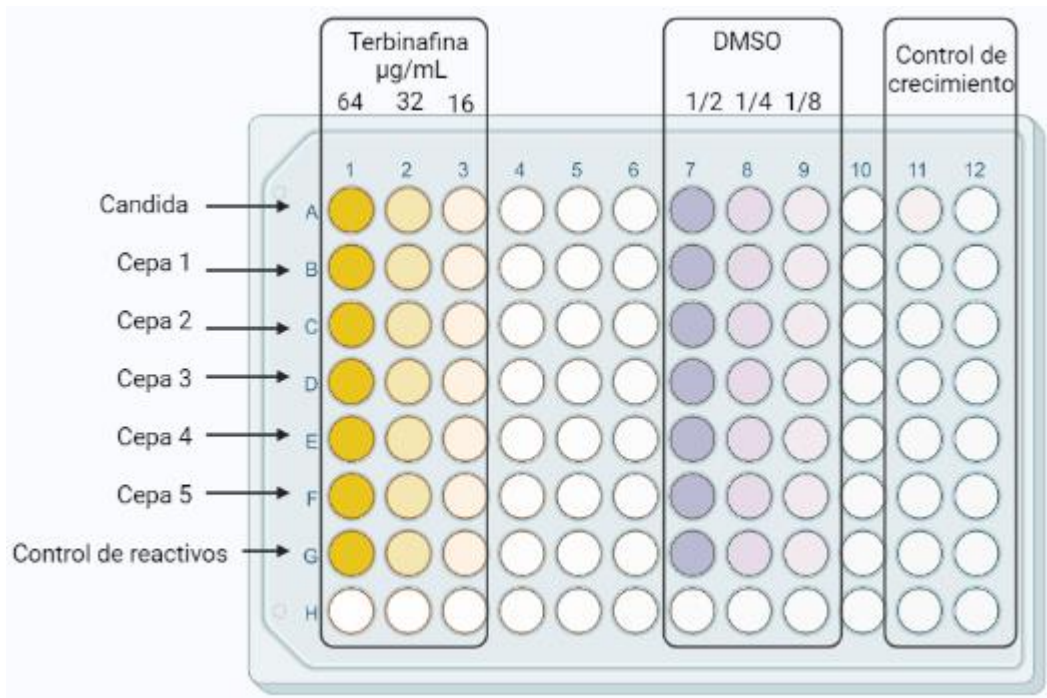 Terbinafina
µg/mL
64 32 16
DMSO
1/2 1/4 1/8
Control de
crecimiento
1 2 3 4 5 6 7 8 9 10 11 12
Candida
A
Cepa 1
B
Cepa 2
C
Cepa 3
D
Cepa 4
E
Cepa 5
F
Control de reactivos
G
H